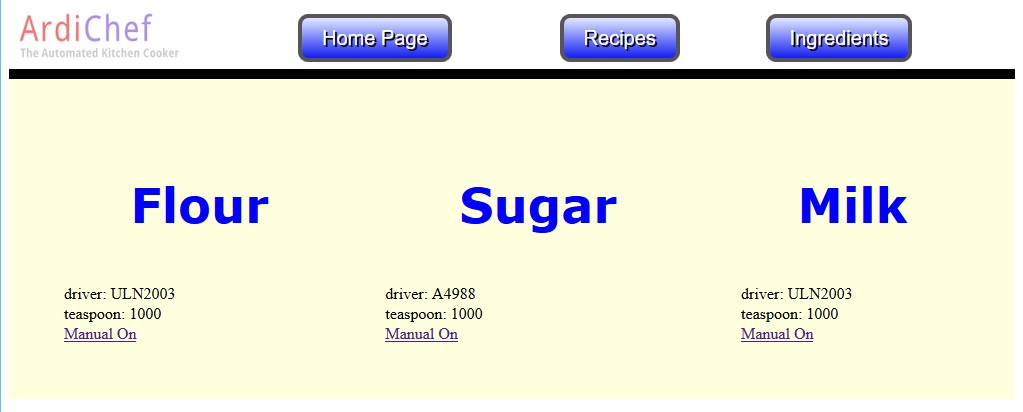 ArdiChef
The Automated Kitchen Cooker
Home Page
Recipes
Ingredients
Flour
driver: ULN2003
teaspoon: 1000
Manual On
Sugar
driver: A4988
teaspoon: 1000
Manual On
Milk
driver: ULN2003
teaspoon: 1000
Manual On